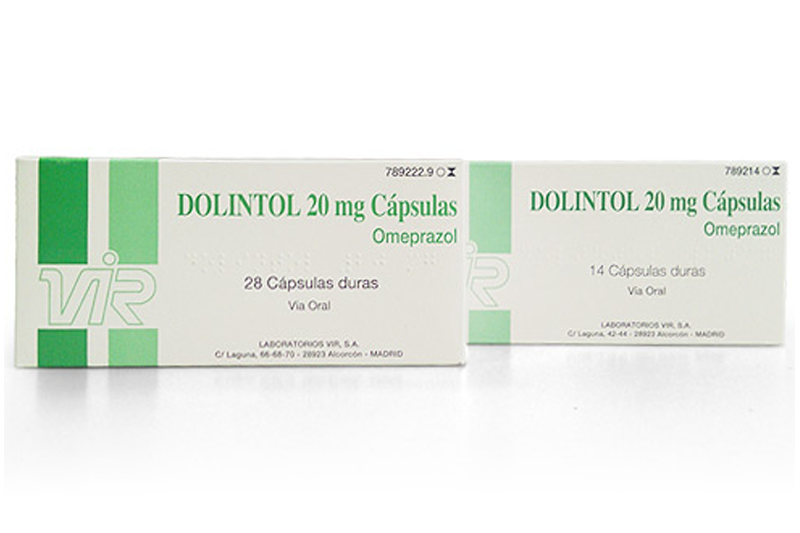 789222.9
DOLINTOL 20 mg Cápsulas
Omeprazol
VIR
28 Cápsulas duras
Via Oral
LABORATORIOS VIR, S.A.
C/ Laguna, 66-68-70 - 28923 Alcorcón - MADRID
789214
DOLINTOL 20 mg Cápsulas
Omeprazol
14 Cápsulas duras
Via Oral
LABORATORIOS VIR, S.A.
C/ Laguna, 42-44 - 28923 Alcorcón - MADRID